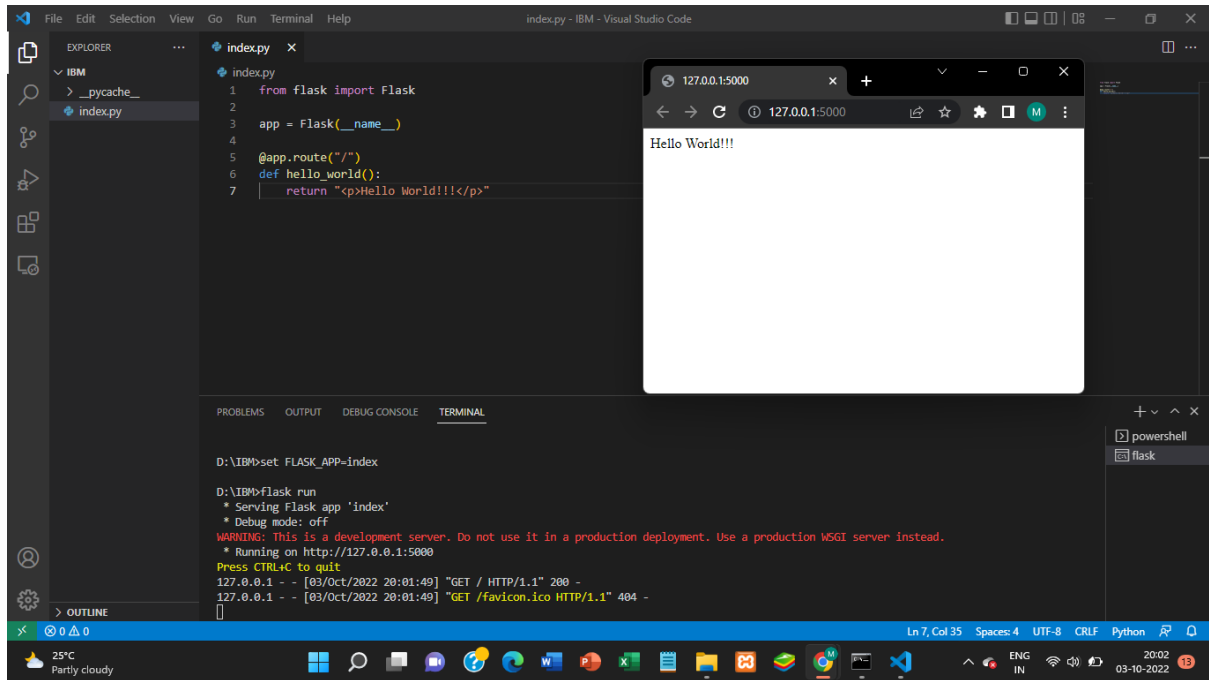 File Edit Selection View Go Run Terminal Help
index.py - IBM - Visual Studio Code
EXPLORER
IBM
__pycache__
index.py
index.py
index.py
1 from flask import Flask
2
3 app = Flask(__name__)
4
5 @app.route("/")
6 def hello_world():
7 return "<p>Hello World!!!</p>"
127.0.0.1:5000
127.0.0.1:5000
M
Hello World!!!
PROBLEMS OUTPUT DEBUG CONSOLE TERMINAL
powershell
flask
D:\IBM>set FLASK_APP=index
D:\IBM>flask run
* Serving Flask app 'index'
* Debug mode: off
WARNING: This is a development server. Do not use it in a production deployment. Use a production WSGI server instead.
* Running on http://127.0.0.1:5000
Press CTRL+C to quit
127.0.0.1 - - [03/Oct/2022 20:01:49] "GET / HTTP/1.1" 200 -
127.0.0.1 - - [03/Oct/2022 20:01:49] "GET /favicon.ico HTTP/1.1" 404 -
OUTLINE
0 0
Ln 7, Col 35 Spaces: 4 UTF-8 CRLF Python
25°C
Partly cloudy
ENG
IN
20:02
03-10-2022
13